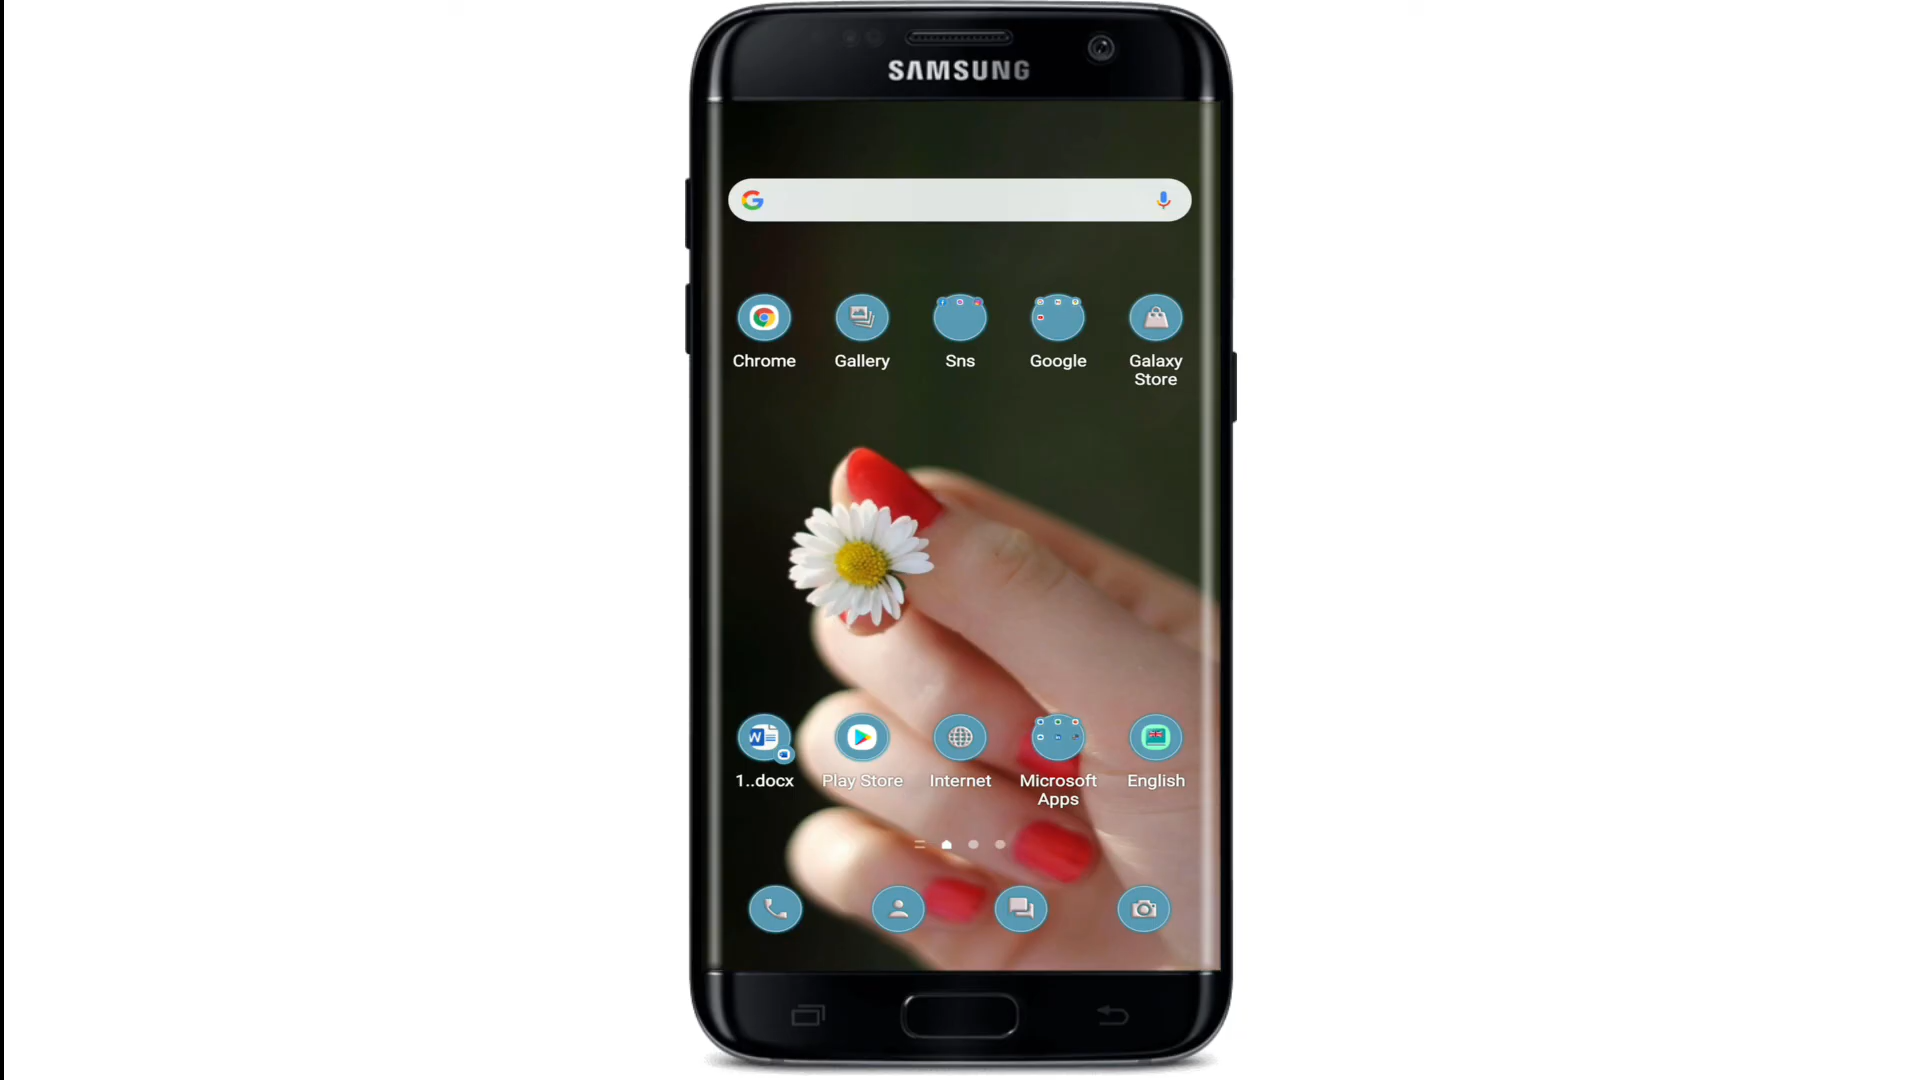 SAMSUNG
Chrome
Gallery
Sns
Google
Galaxy
Store
1..docx
Play Store
Internet
Microsoft
Apps
English